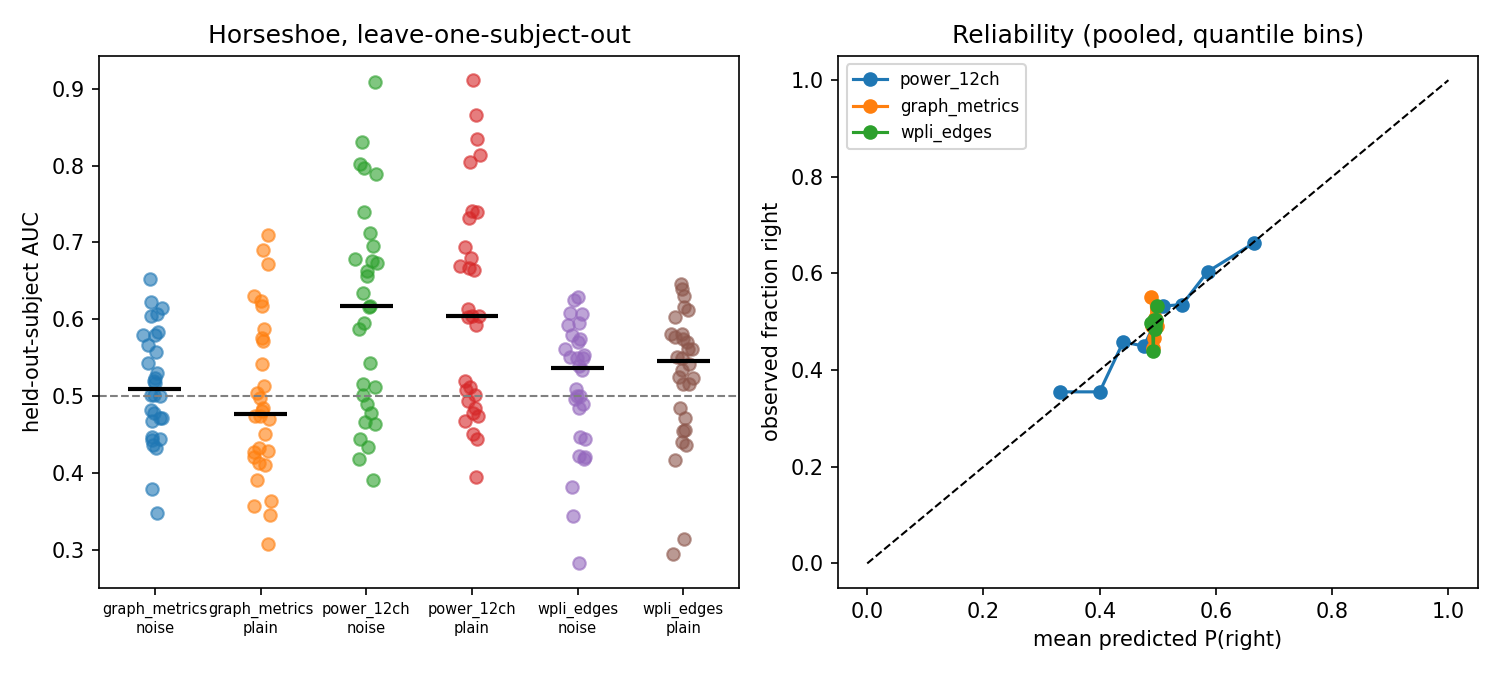 Horseshoe, leave-one-subject-out
held-out-subject AUC
0.9
0.8
0.7
0.6
0.5
0.4
0.3
graph_metrics
noise
graph_metrics
plain
power_12ch
noise
power_12ch
plain
wpli_edges
noise
wpli_edges
plain
Reliability (pooled, quantile bins)
power_12ch
graph_metrics
wpli_edges
observed fraction right
1.0
0.8
0.6
0.4
0.2
0.0
0.0
0.2
0.4
0.6
0.8
1.0
mean predicted P(right)